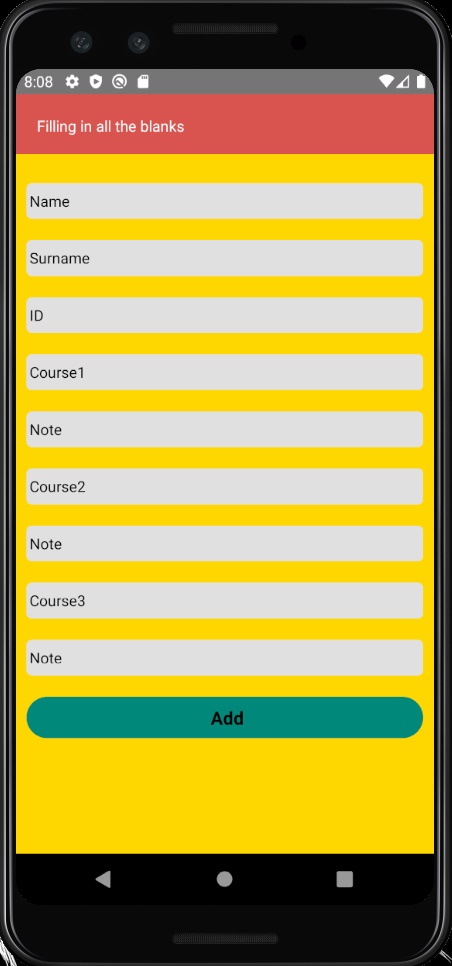 8:08
Filling in all the blanks
Name
Surname
ID
Course1
Note
Course2
Note
Course3
Note
Add